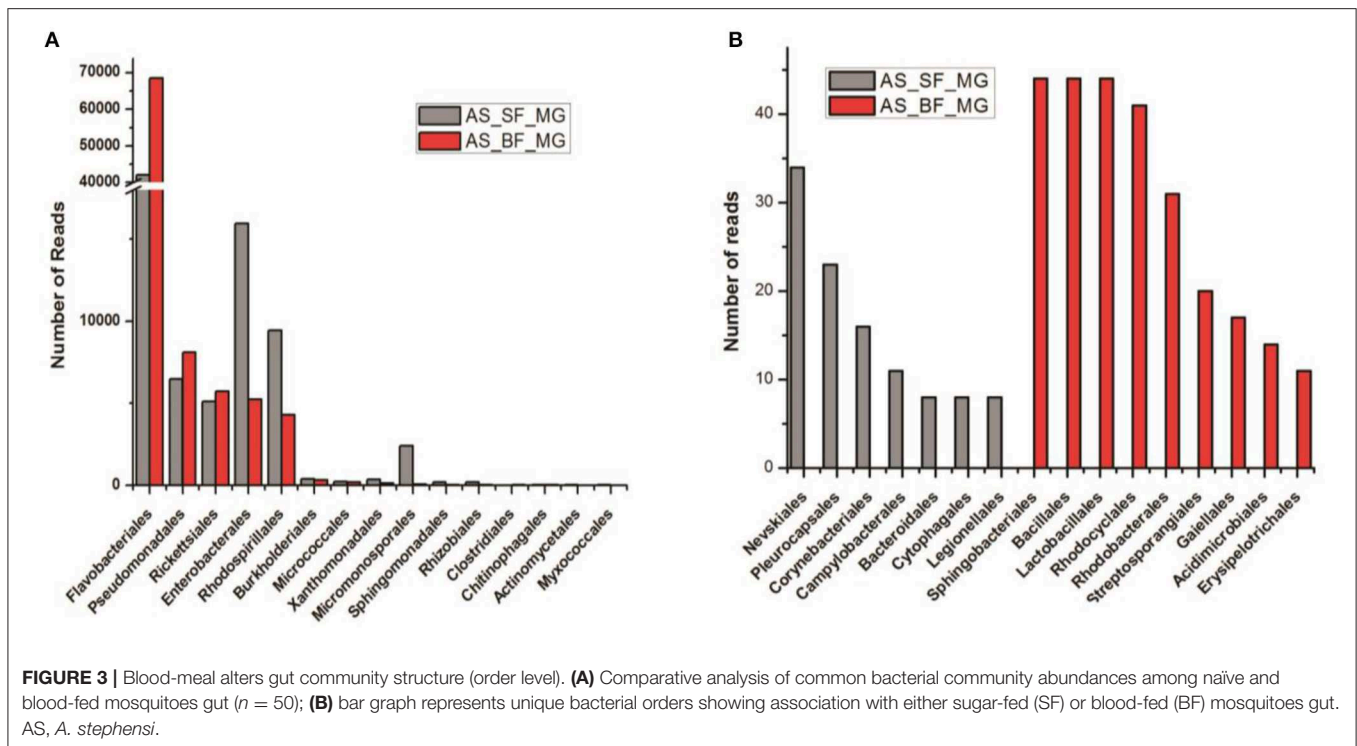 A
Number of Reads
70000
60000
50000
40000
10000
0
AS_SF_MG
AS_BF_MG
Flavobacteriales
Pseudomonadales
Rickettsiales
Enterobacterales
Rhodospirillales
Burkholderiales
Micrococcales
Xanthomonadales
Micromonosporales
Sphingomonadales
Rhizobiales
Clostridiales
Chitinophagales
Actinomycetales
Myxococcales
B
Number of reads
40
30
20
10
0
AS_SF_MG
AS_BF_MG
Nevskiales
Pleurocapsales
Corynebacteriales
Campylobacterales
Bacteroidales
Cytophagales
Legionellales
Sphingobacteriales
Bacillales
Lactobacillales
Rhodocyclales
Rhodobacterales
Streptosporangiales
Gaiellales
Acidimicrobiales
Erysipelotrichales
FIGURE 3 | Blood-meal alters gut community structure (order level). (A) Comparative analysis of common bacterial community abundances among naïve and
blood-fed mosquitoes gut (n = 50); (B) bar graph represents unique bacterial orders showing association with either sugar-fed (SF) or blood-fed (BF) mosquitoes gut.
AS, A. stephensi.